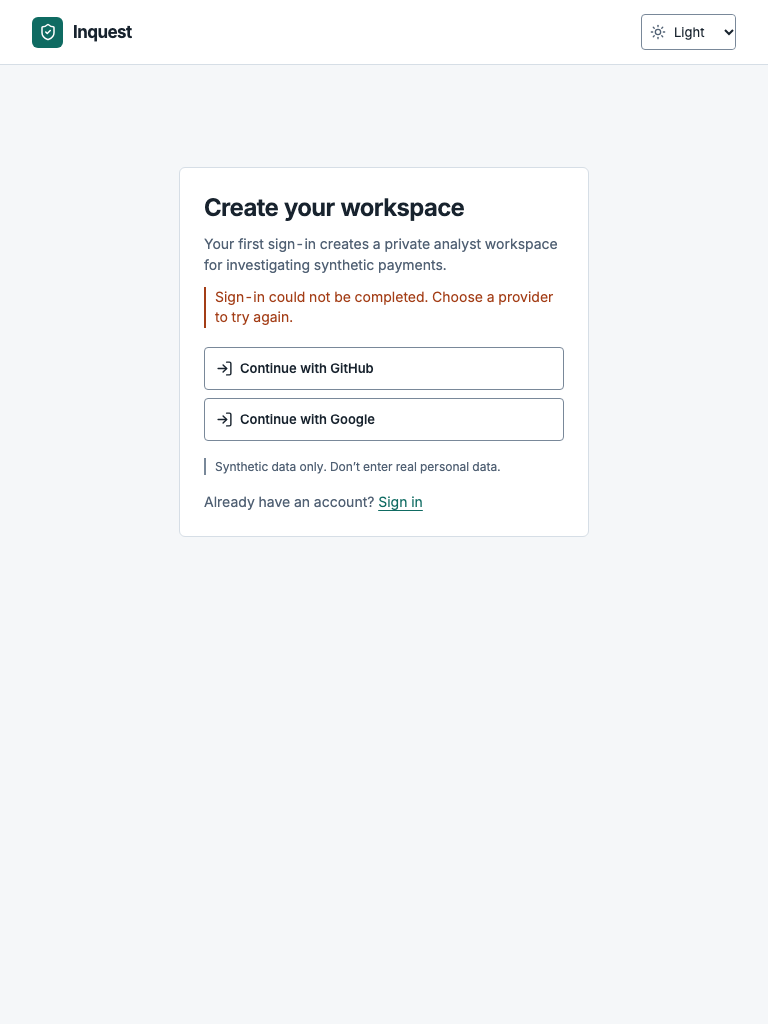 Inquest
Light
Create your workspace
Your first sign-in creates a private analyst workspace
for investigating synthetic payments.
Sign-in could not be completed. Choose a provider
to try again.
Continue with GitHub
Continue with Google
Synthetic data only. Don’t enter real personal data.
Already have an account? Sign in